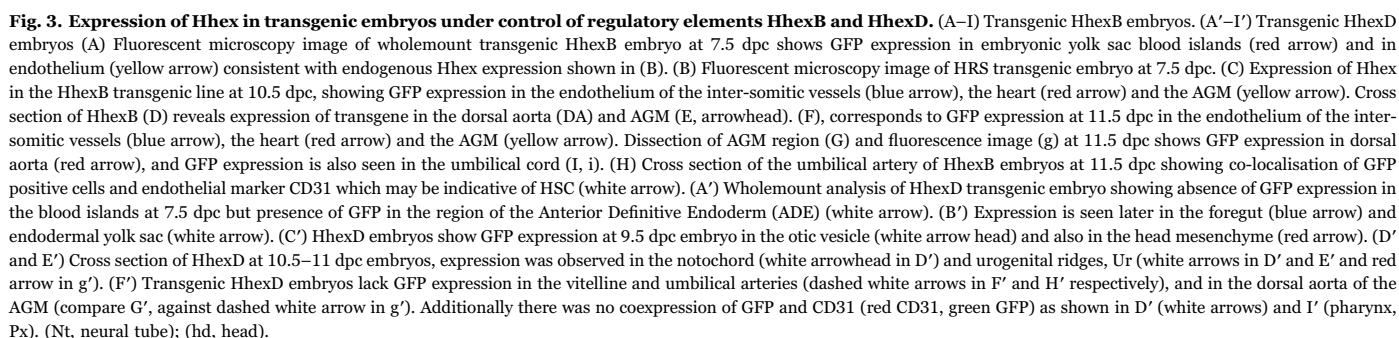 Fig. 3. Expression of Hhex in transgenic embryos under control of regulatory elements HhexB and HhexD. (A–I) Transgenic HhexB embryos. (A′–I′) Transgenic HhexD
embryos (A) Fluorescent microscopy image of wholemount transgenic HhexB embryo at 7.5 dpc shows GFP expression in embryonic yolk sac blood islands (red arrow) and in
endothelium (yellow arrow) consistent with endogenous Hhex expression shown in (B). (B) Fluorescent microscopy image of HRS transgenic embryo at 7.5 dpc. (C) Expression of Hhex
in the HhexB transgenic line at 10.5 dpc, showing GFP expression in the endothelium of the inter-somitic vessels (blue arrow), the heart (red arrow) and the AGM (yellow arrow). Cross
section of HhexB (D) reveals expression of transgene in the dorsal aorta (DA) and AGM (E, arrowhead). (F), corresponds to GFP expression at 11.5 dpc in the endothelium of the inter-
somitic vessels (blue arrow), the heart (red arrow) and the AGM (yellow arrow). Dissection of AGM region (G) and fluorescence image (g) at 11.5 dpc shows GFP expression in dorsal
aorta (red arrow), and GFP expression is also seen in the umbilical cord (I, i). (H) Cross section of the umbilical artery of HhexB embryos at 11.5 dpc showing co-localisation of GFP
positive cells and endothelial marker CD31 which may be indicative of HSC (white arrow). (A′) Wholemount analysis of HhexD transgenic embryo showing absence of GFP expression in
the blood islands at 7.5 dpc but presence of GFP in the region of the Anterior Definitive Endoderm (ADE) (white arrow). (B′) Expression is seen later in the foregut (blue arrow) and
endodermal yolk sac (white arrow). (C′) HhexD embryos show GFP expression at 9.5 dpc embryo in the otic vesicle (white arrow head) and also in the head mesenchyme (red arrow). (D′
and E′) Cross section of HhexD at 10.5–11 dpc embryos, expression was observed in the notochord (white arrowhead in D′) and urogenital ridges, Ur (white arrows in D′ and E′ and red
arrow in g′). (F′) Transgenic HhexD embryos lack GFP expression in the vitelline and umbilical arteries (dashed white arrows in F′ and H′ respectively), and in the dorsal aorta of the
AGM (compare G′, against dashed white arrow in g′). Additionally there was no coexpression of GFP and CD31 (red CD31, green GFP) as shown in D′ (white arrows) and I′ (pharynx,
Px). (Nt, neural tube); (hd, head).